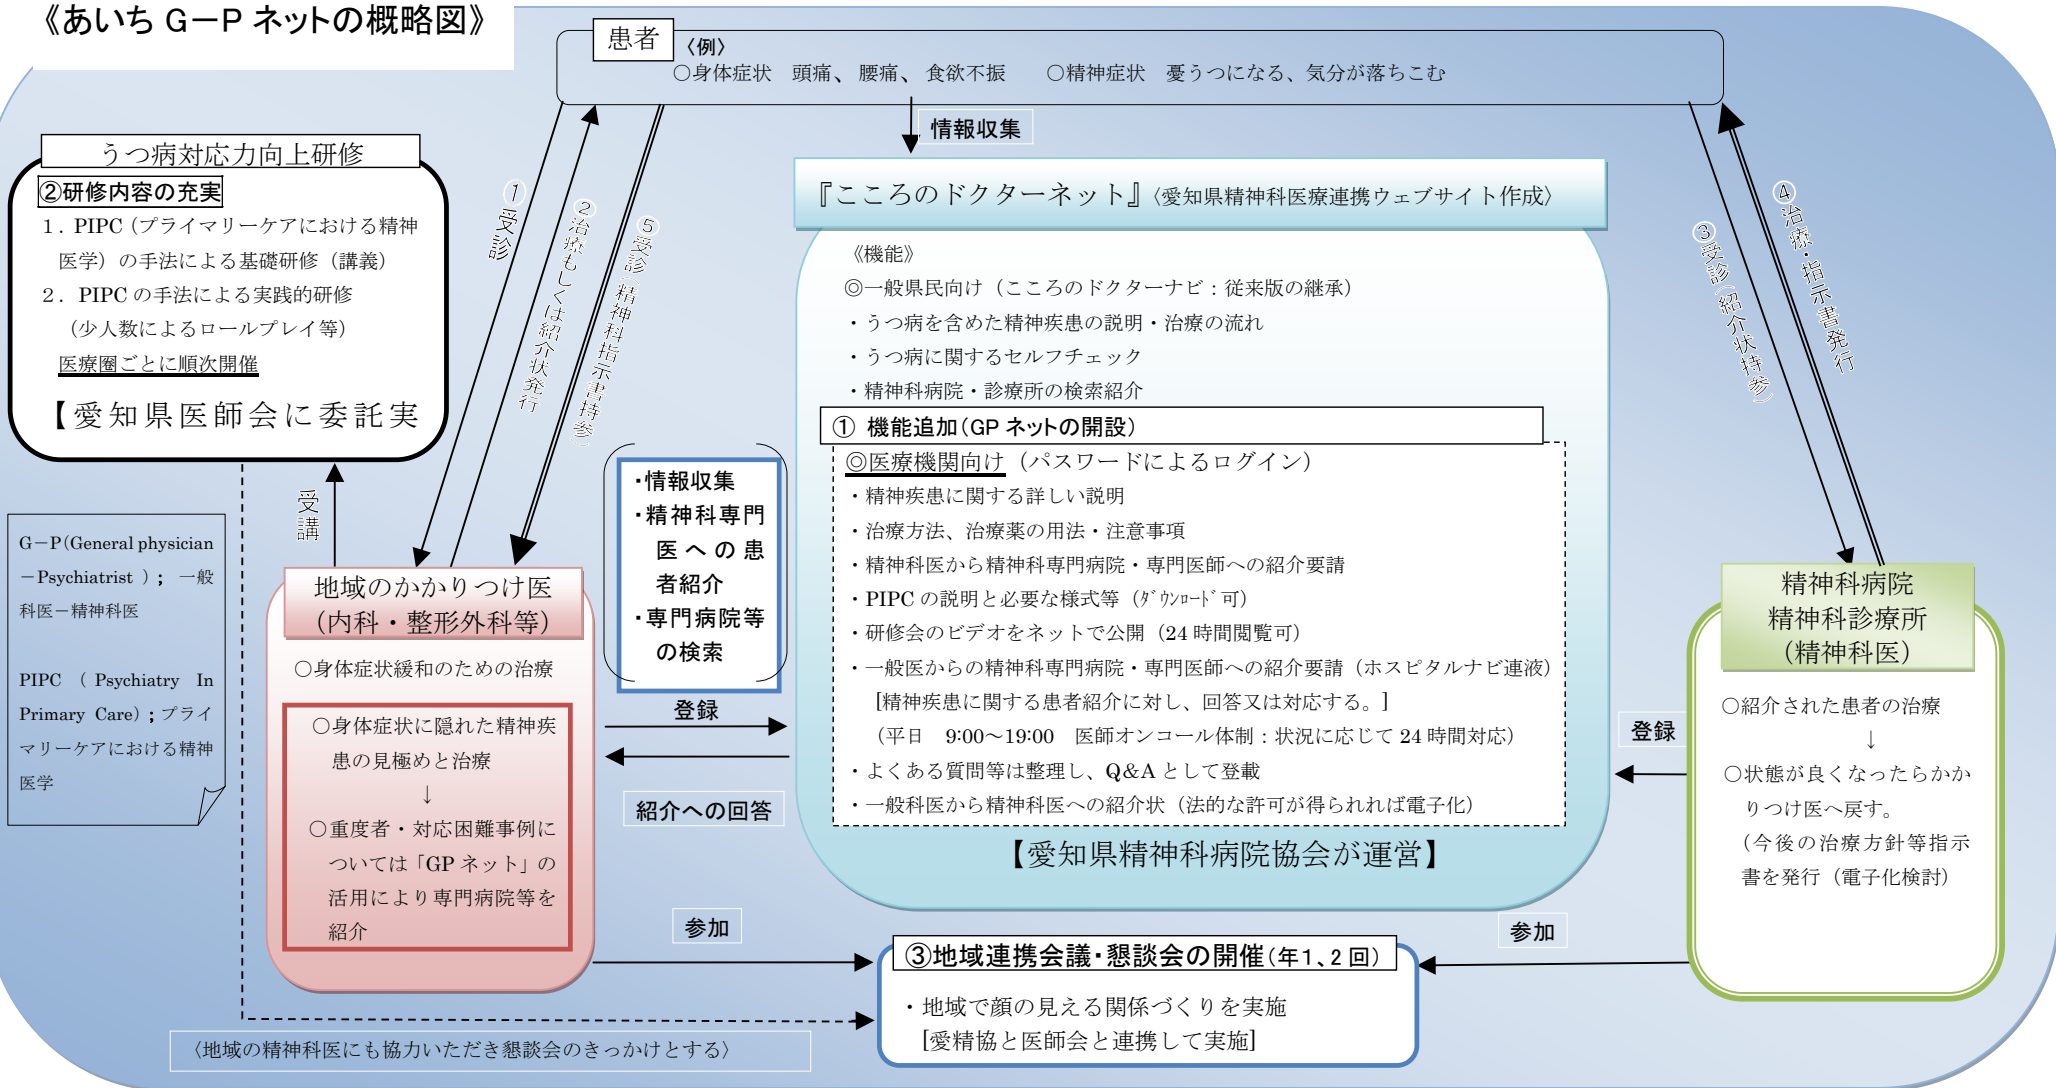 《あいち G－P ネットの概略図》
患者
〈例〉
○身体症状　頭痛、腰痛、食欲不振　　○精神症状　憂うつになる、気分が落ちこむ
情報収集
うつ病対応力向上研修
②研修内容の充実
１．PIPC（プライマリーケアにおける精神
医学）の手法による基礎研修（講義）
２．PIPC の手法による実践的研修
（少人数によるロールプレイ等）
医療圏ごとに順次開催
【愛知県医師会に委託実
①受診
②治療もしくは紹介状発行
⑤受診（精神科指示書持参）
『こころのドクターネット』〈愛知県精神科医療連携ウェブサイト作成〉
《機能》
◎一般県民向け（こころのドクターナビ：従来版の継承）
・うつ病を含めた精神疾患の説明・治療の流れ
・うつ病に関するセルフチェック
・精神科病院・診療所の検索紹介
① 機能追加（GP ネットの開設）
◎医療機関向け（パスワードによるログイン）
・精神疾患に関する詳しい説明
・治療方法、治療薬の用法・注意事項
・精神科医から精神科専門病院・専門医師への紹介要請
・PIPC の説明と必要な様式等（ﾀﾞｳﾝﾛｰﾄﾞ可）
・研修会のビデオをネットで公開（24 時間閲覧可）
・一般医からの精神科専門病院・専門医師への紹介要請（ホスピタルナビ連液）
［精神疾患に関する患者紹介に対し、回答又は対応する。］
（平日　9:00～19:00　医師オンコール体制：状況に応じて 24 時間対応）
・よくある質問等は整理し、Q&A として登載
・一般科医から精神科医への紹介状（法的な許可が得られれば電子化）
【愛知県精神科病院協会が運営】
③受診（紹介状持参）
④治療・指示書発行
受講
G－P（General physician
－Psychiatrist ）； 一般
科医－精神科医
PIPC （ Psychiatry In
Primary Care）；プライ
マリーケアにおける精神
医学
地域のかかりつけ医
（内科・整形外科等）
○身体症状緩和のための治療
○身体症状に隠れた精神疾
患の見極めと治療
↓
○重度者・対応困難事例に
ついては「GP ネット」の
活用により専門病院等を
紹介
・情報収集
・精神科専門
医への患
者紹介
・専門病院等
の検索
登録
紹介への回答
精神科病院
精神科診療所
（精神科医）
○紹介された患者の治療
↓
○状態が良くなったらかか
りつけ医へ戻す。
（今後の治療方針等指示
書を発行（電子化検討）
登録
参加
参加
③地域連携会議・懇談会の開催（年１、２回）
・地域で顔の見える関係づくりを実施
［愛精協と医師会と連携して実施］
〈地域の精神科医にも協力いただき懇談会のきっかけとする〉